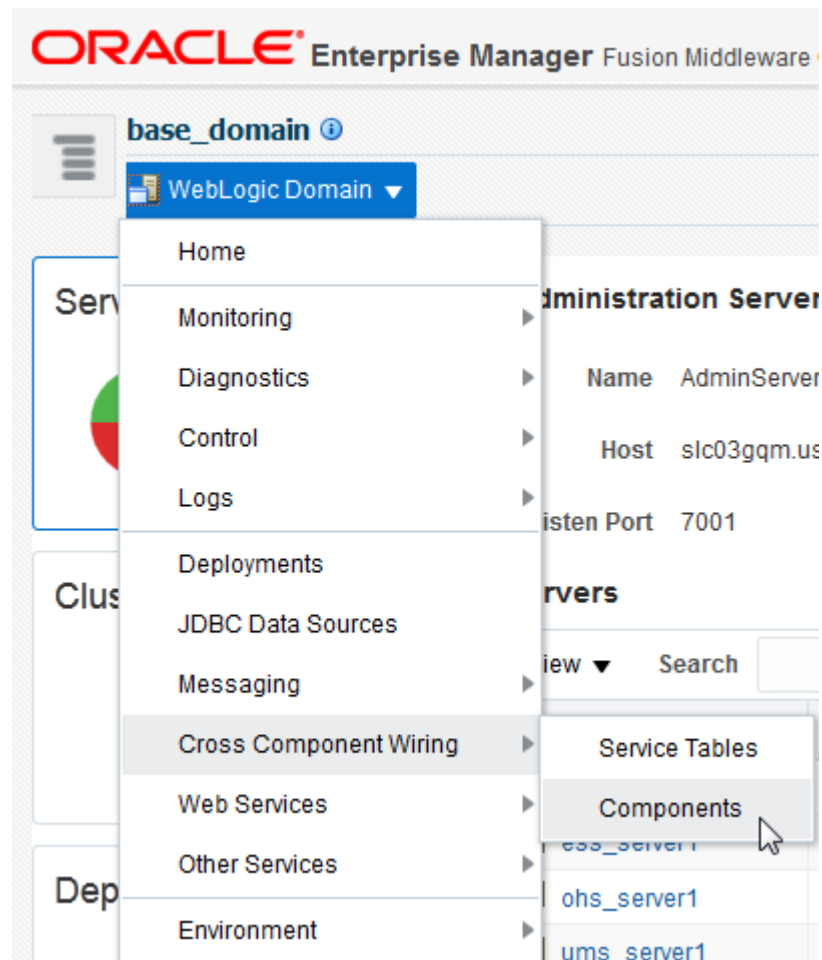 ORACLE Enterprise Manager Fusion Middleware
base_domain
WebLogic Domain
Home
Monitoring
Diagnostics
Control
Logs
Deployments
JDBC Data Sources
Messaging
Cross Component Wiring
Web Services
Other Services
Environment
Service Tables
Components
Serv
dministration Server
Name AdminServer
Host slc03gqm.us
isten Port 7001
Clus
rvers
iew Search
ess_server1
Dep
ohs_server1
ums_server1